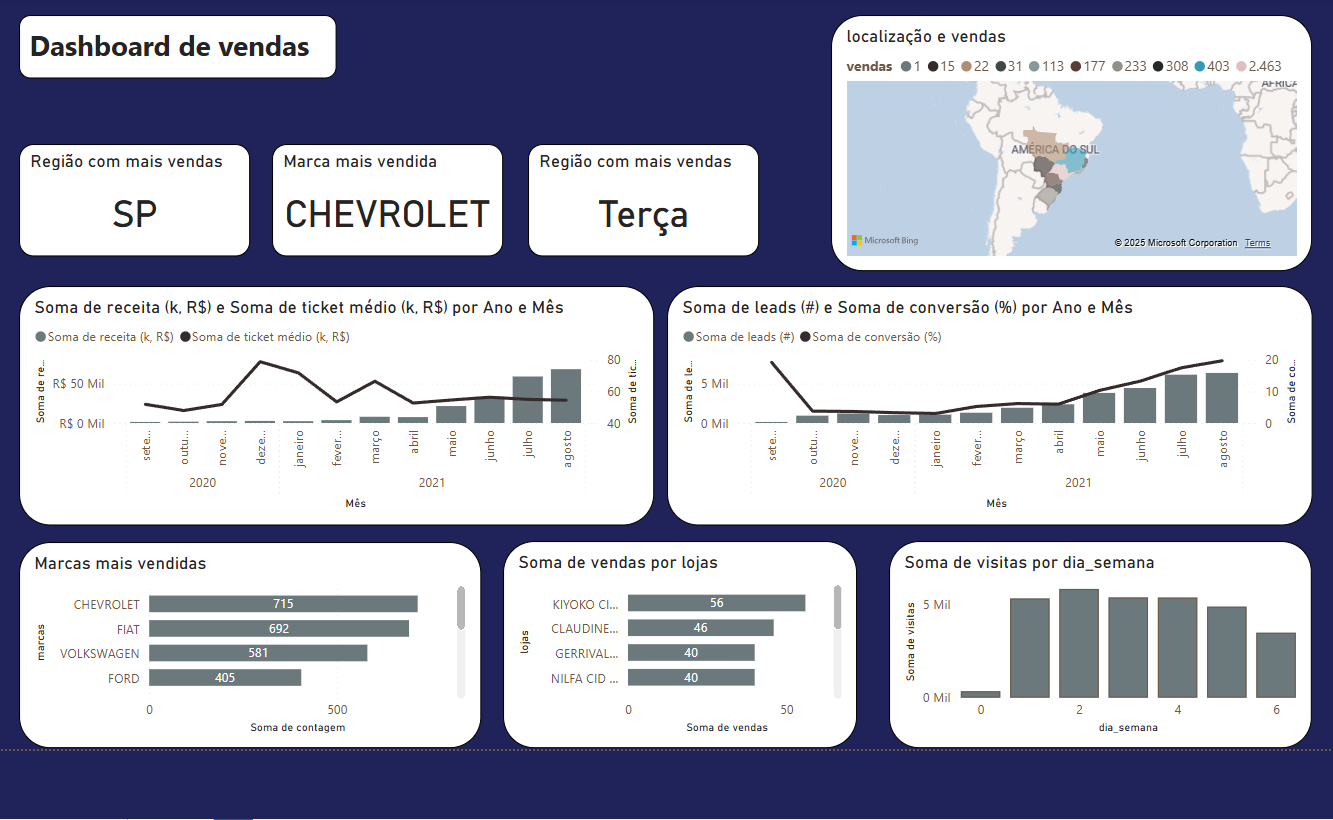 Dashboard de vendas
localização e vendas
vendas 1 15 22 31 113 177 233 308 403 2.463
AMÉRICA DO SUL
Microsoft Bing
© 2025 Microsoft Corporation Terms
Região com mais vendas
SP
Marca mais vendida
CHEVROLET
Região com mais vendas
Terça
Soma de receita (k, R$) e Soma de ticket médio (k, R$) por Ano e Mês
Soma de receita (k, R$) Soma de ticket médio (k, R$)
Soma de re...
R$ 50 Mil
R$ 0 Mil
80
60
40
Soma de tic...
sete... outu... nove... deze... janeiro fever... março abril maio junho julho agosto
2020 2021
Mês
Soma de leads (#) e Soma de conversão (%) por Ano e Mês
Soma de leads (#) Soma de conversão (%)
Soma de le...
5 Mil
0 Mil
20
10
0
Soma de co...
sete... outu... nove... deze... janeiro fever... março abril maio junho julho agosto
2020 2021
Mês
Marcas mais vendidas
marcas
CHEVROLET 715
FIAT 692
VOLKSWAGEN 581
FORD 405
0 500
Soma de contagem
Soma de vendas por lojas
lojas
KIYOKO CI... 56
CLAUDINE... 46
GERRIVAL... 40
NILFA CID ... 40
0 50
Soma de vendas
Soma de visitas por dia_semana
Soma de visitas
5 Mil
0 Mil
0 2 4 6
dia_semana